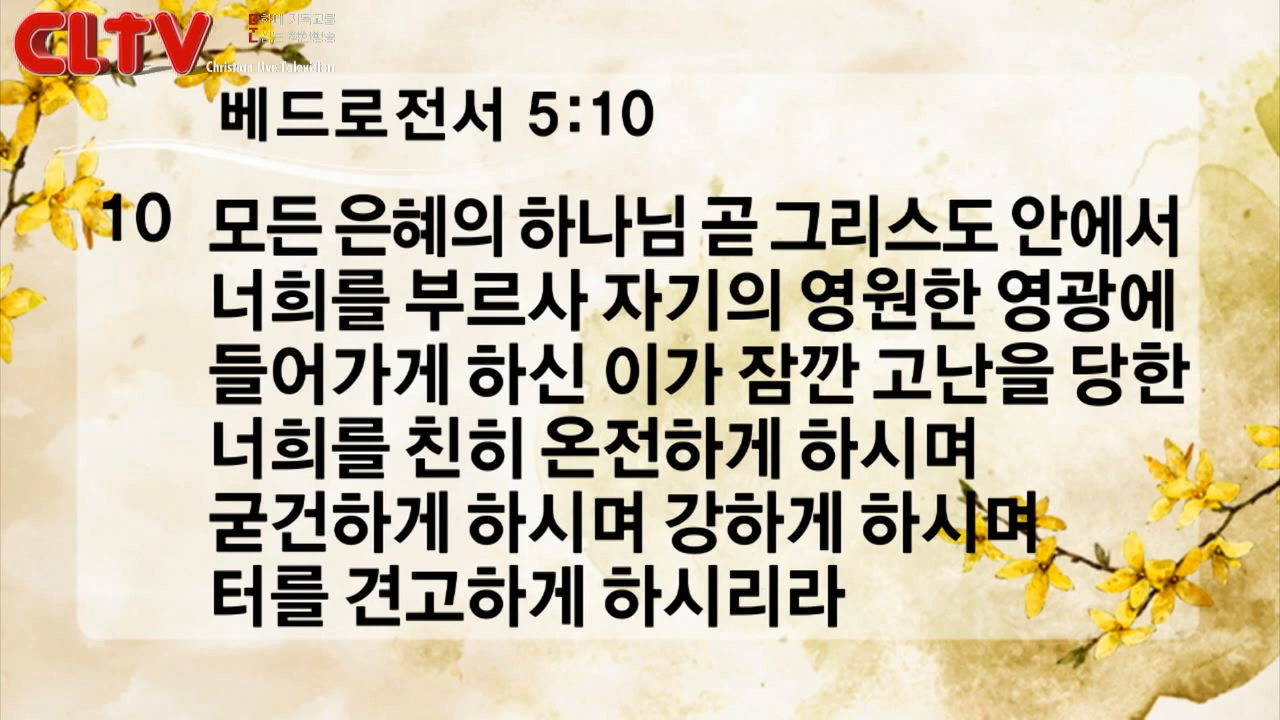 CLTV
Christian Live Television
베드로전서 5:10
10 모든 은혜의 하나님 곧 그리스도 안에서
너희를 부르사 자기의 영원한 영광에
들어가게 하신 이가 잠깐 고난을 당한
너희를 친히 온전하게 하시며
굳건하게 하시며 강하게 하시며
터를 견고하게 하시리라